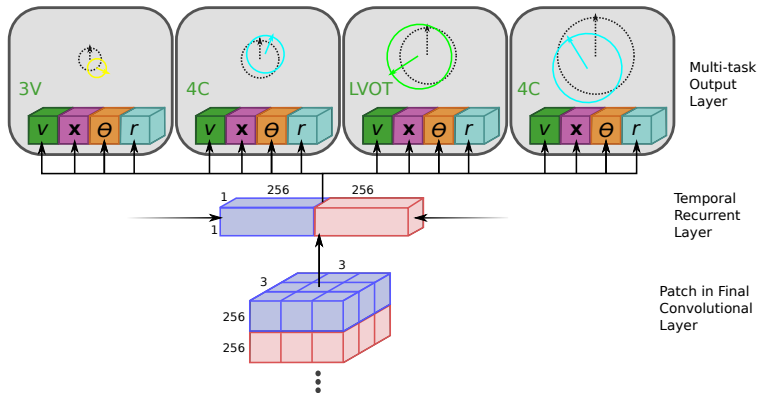 3V
4C
LVOT
4C
v x θ r
v x θ r
v x θ r
v x θ r
Multi-task
Output
Layer
1 256 256
1
Temporal
Recurrent
Layer
3 3
256
256
Patch in Final
Convolutional
Layer